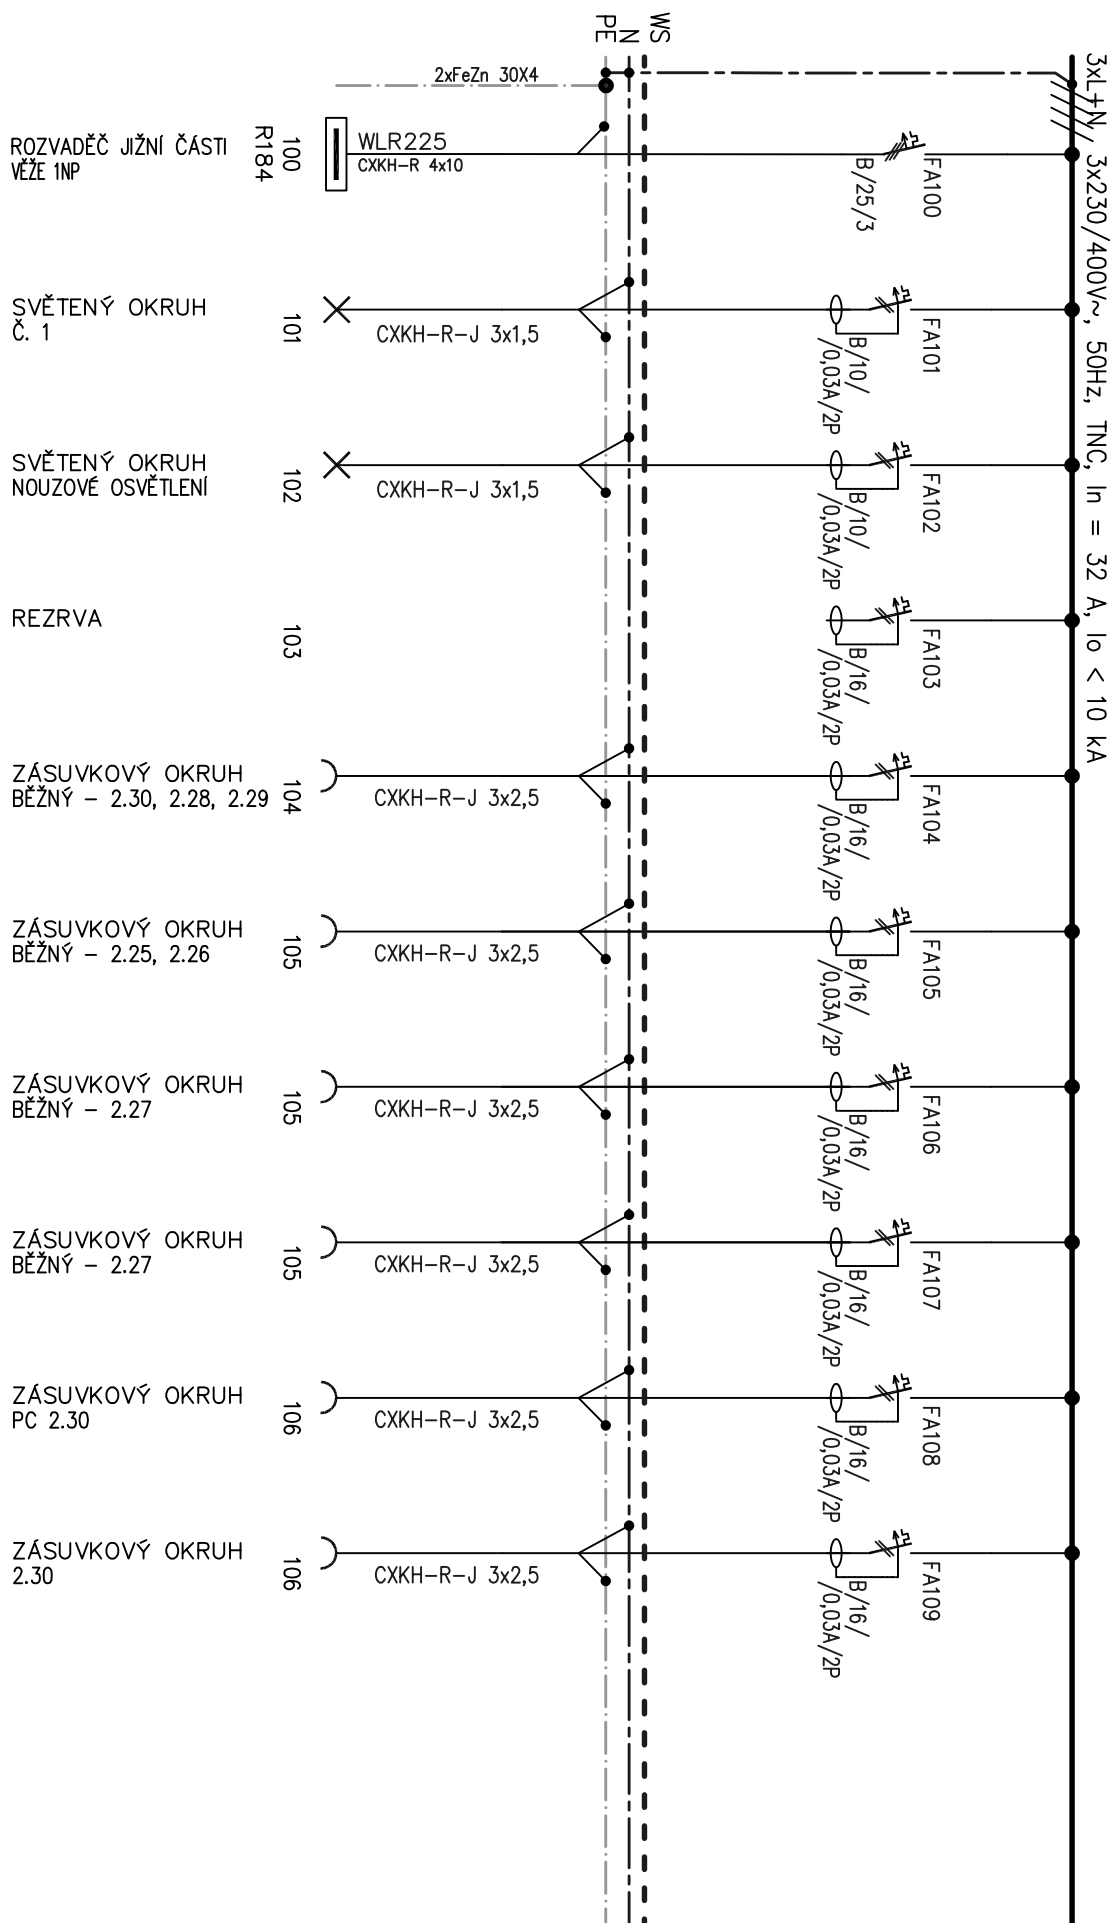 3xL+N, 3x230/400V~, 50Hz, TNC, In = 32 A, Io < 10 kA
WS
N
PE
2xFeZn 30X4
ROZVADĚČ JIŽNÍ ČÁSTI
VĚŽE 1NP
100
R184
WLR225
CXKH-R 4x10
FA100
B/25/3
SVĚTENÝ OKRUH
Č. 1
101
CXKH-R-J 3x1,5
FA101
B/10/
/0,03A/2P
SVĚTENÝ OKRUH
NOUZOVÉ OSVĚTLENÍ
102
CXKH-R-J 3x1,5
FA102
B/10/
/0,03A/2P
REZRVA
103
FA103
B/16/
/0,03A/2P
ZÁSUVKOVÝ OKRUH
BĚŽNÝ - 2.30, 2.28, 2.29
104
CXKH-R-J 3x2,5
FA104
B/16/
/0,03A/2P
ZÁSUVKOVÝ OKRUH
BĚŽNÝ - 2.25, 2.26
105
CXKH-R-J 3x2,5
FA105
B/16/
/0,03A/2P
ZÁSUVKOVÝ OKRUH
BĚŽNÝ - 2.27
105
CXKH-R-J 3x2,5
FA106
B/16/
/0,03A/2P
ZÁSUVKOVÝ OKRUH
BĚŽNÝ - 2.27
105
CXKH-R-J 3x2,5
FA107
B/16/
/0,03A/2P
ZÁSUVKOVÝ OKRUH
PC 2.30
106
CXKH-R-J 3x2,5
FA108
B/16/
/0,03A/2P
ZÁSUVKOVÝ OKRUH
2.30
106
CXKH-R-J 3x2,5
FA109
B/16/
/0,03A/2P